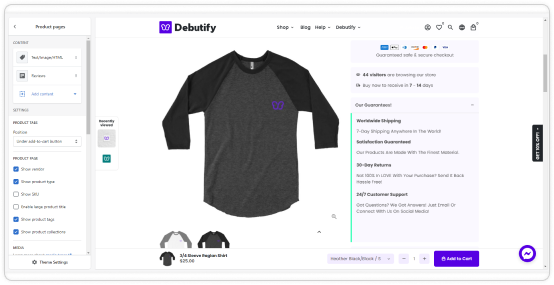 Product pages
CONTENT
Text/Image/HTML
Reviews
Add content
SETTINGS
PRODUCT TABS
Position
Under add to cart button
PRODUCT PAGE
Show vendor
Show product type
Show SKU
Enable large product title
Show product tags
Show product collections
MEDIA
Theme Settings
Debutify
Shop
Blog
Help
Debutify
Recently viewed
Guaranteed safe & secure checkout
44 visitors are browsing our store
Buy now to receive in 7 - 14 days
Our Guarantees!
Worldwide Shipping
7-Day Shipping Anywhere In The World!
Satisfaction Guaranteed
Our Products Are Made With The Finest Material!
30-Day Returns
Not 100% In LOVE With Your Purchase? Send It Back
Hassle Free!
24/7 Customer Support
Got Questions? We Got Answers! Just Email Or
Connect With Us On Social Media!
GET 10% OFF!
3/4 Sleeve Raglan Shirt
$25.00
Heather Black/Black / S
- 1 +
Add to Cart